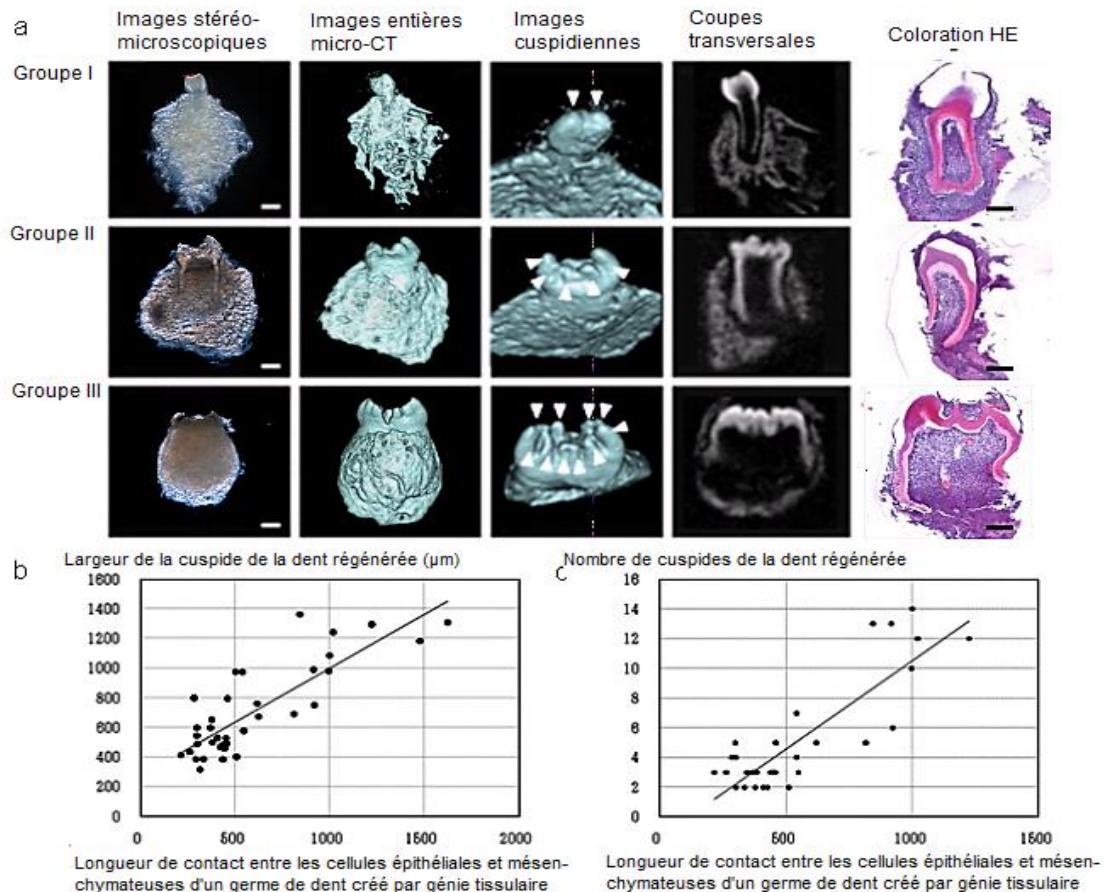 a
Images stéréo-
microscopiques
Images entières
micro-CT
Images
cuspidiennes
Coupes
transversales
Coloration HE
Groupe I
Groupe II
Groupe III
b
Largeur de la cuspide de la dent régénérée (µm)
1600
1400
1200
1000
800
600
400
200
0
0
500
1000
1500
2000
Longueur de contact entre les cellules épithéliales et mésen-
chymateuses d'un germe de dent créé par génie tissulaire
c
Nombre de cuspides de la dent régénérée
16
14
12
10
8
6
4
2
0
0
500
1000
1500
Longueur de contact entre les cellules épithéliales et mésen-
chymateuses d'un germe de dent créé par génie tissulaire